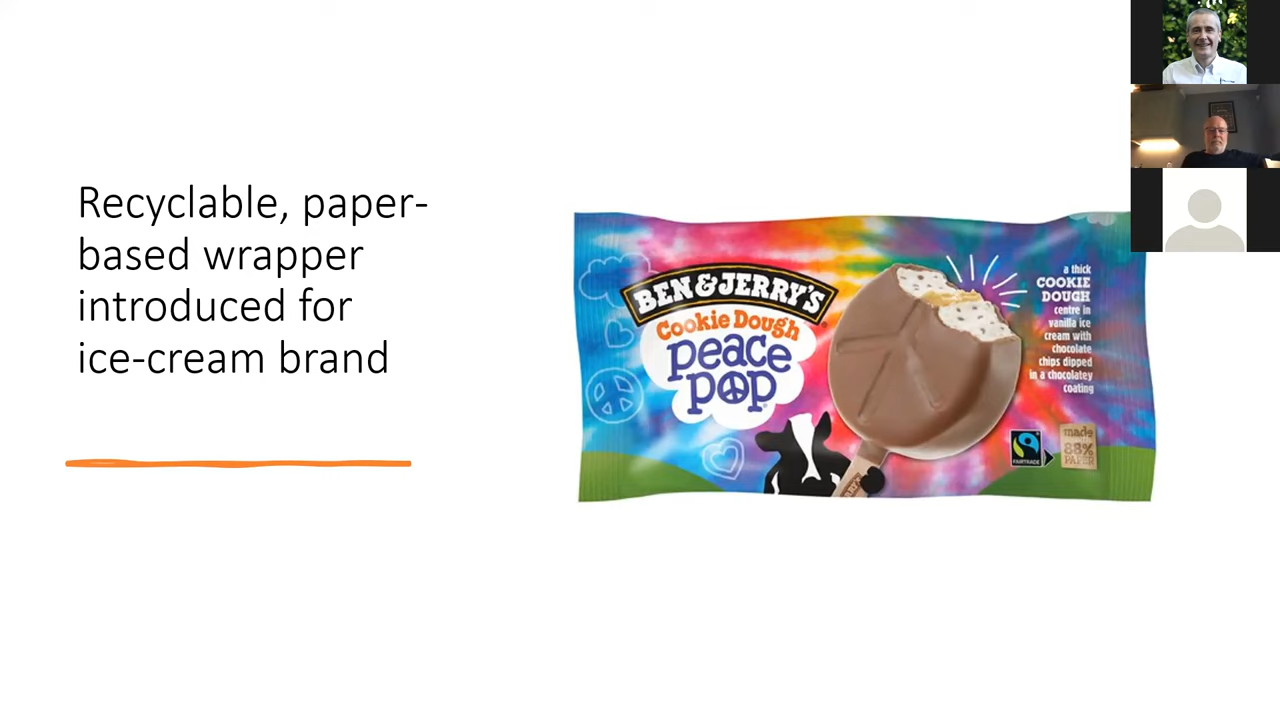 Recyclable, paper-
based wrapper
introduced for
ice-cream brand
BEN & JERRY'S
Cookie Dough
peace
pop
a thick
COOKIE
DOUGH
centre in
vanilla ice
cream with
chocolate
chips dipped
in a chocolatey
coating
FAIRTRADE
made
88%
PAPER